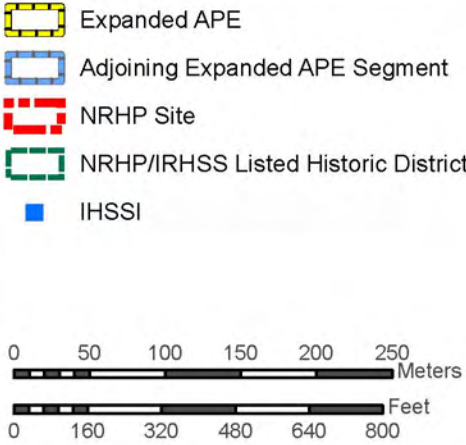 Expanded APE
Adjoining Expanded APE Segment
NRHP Site
NRHP/IRHSS Listed Historic District
IHSSI
0 50 100 150 200 250
Meters
Feet
0 160 320 480 640 800